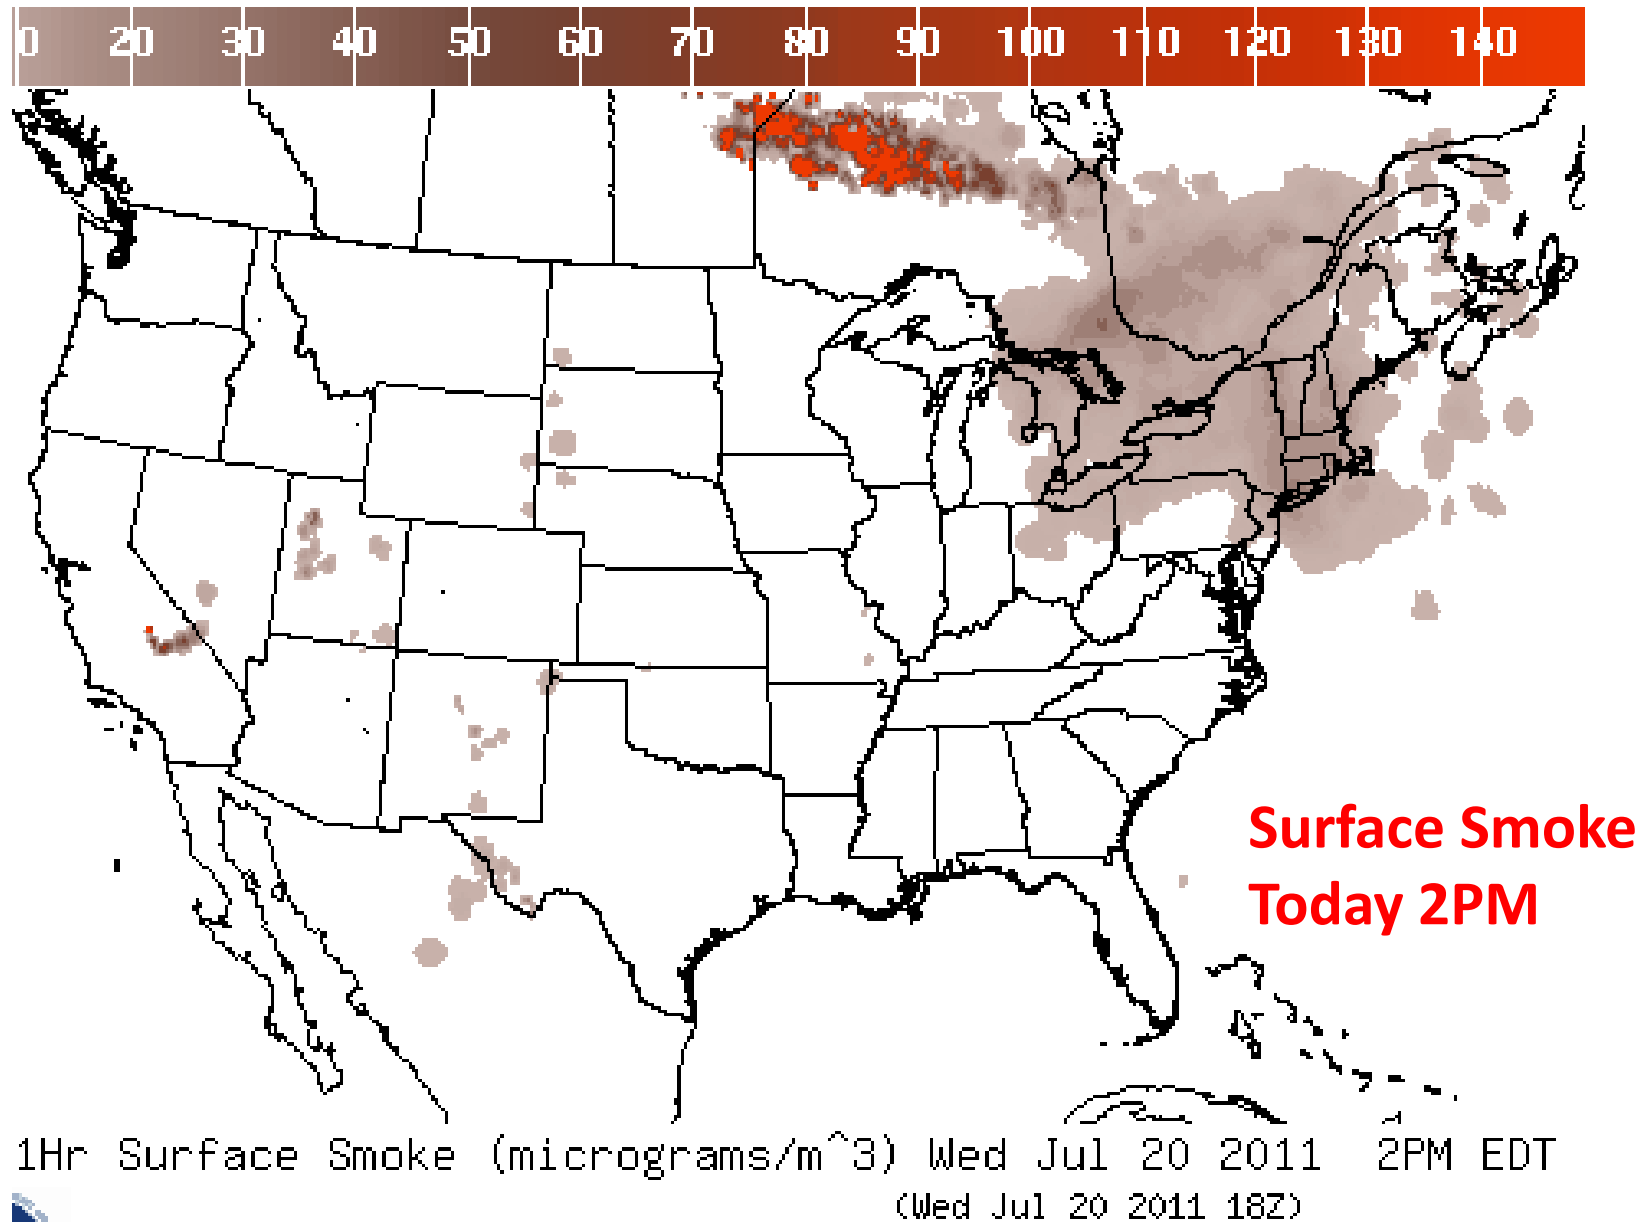 0 20 30 40 50 60 70 80 90 100 110 120 130 140
Surface Smoke
Today 2PM
1Hr Surface Smoke (micrograms/m^3) Wed Jul 20 2011 2PM EDT
(Wed Jul 20 2011 18Z)